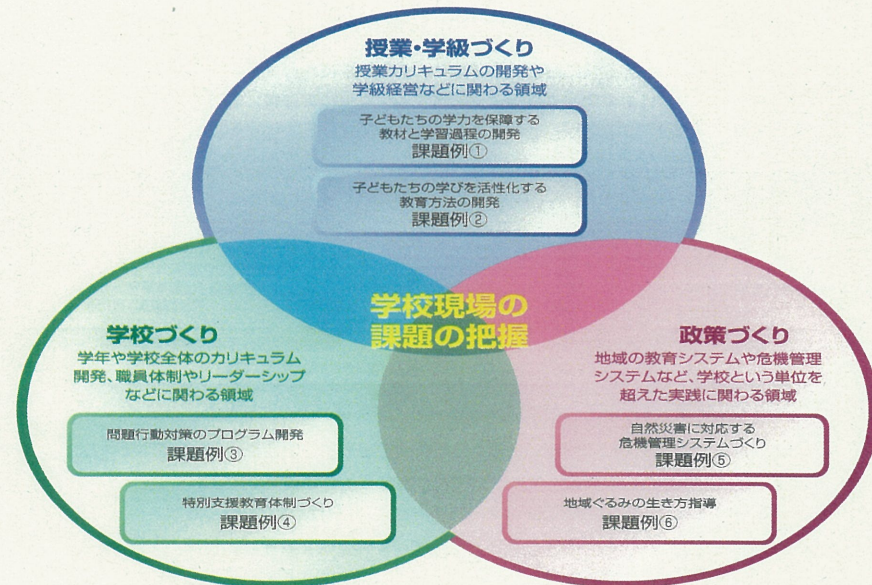 授業・学級づくり
授業カリキュラムの開発や
学級経営などに関わる領域
子どもたちの学力を保障する
教材と学習過程の開発
課題例①
子どもたちの学びを活性化する
教育方法の開発
課題例②
学校現場の
課題の把握
学校づくり
学年や学校全体のカリキュラム
開発、職員体制やリーダーシップ
などに関わる領域
問題行動対策のプログラム開発
課題例③
特別支援教育体制づくり
課題例④
政策づくり
地域の教育システムや危機管理
システムなど、学校という単位を
超えた実践に関わる領域
自然災害に対応する
危機管理システムづくり
課題例⑤
地域ぐるみの生き方指導
課題例⑥